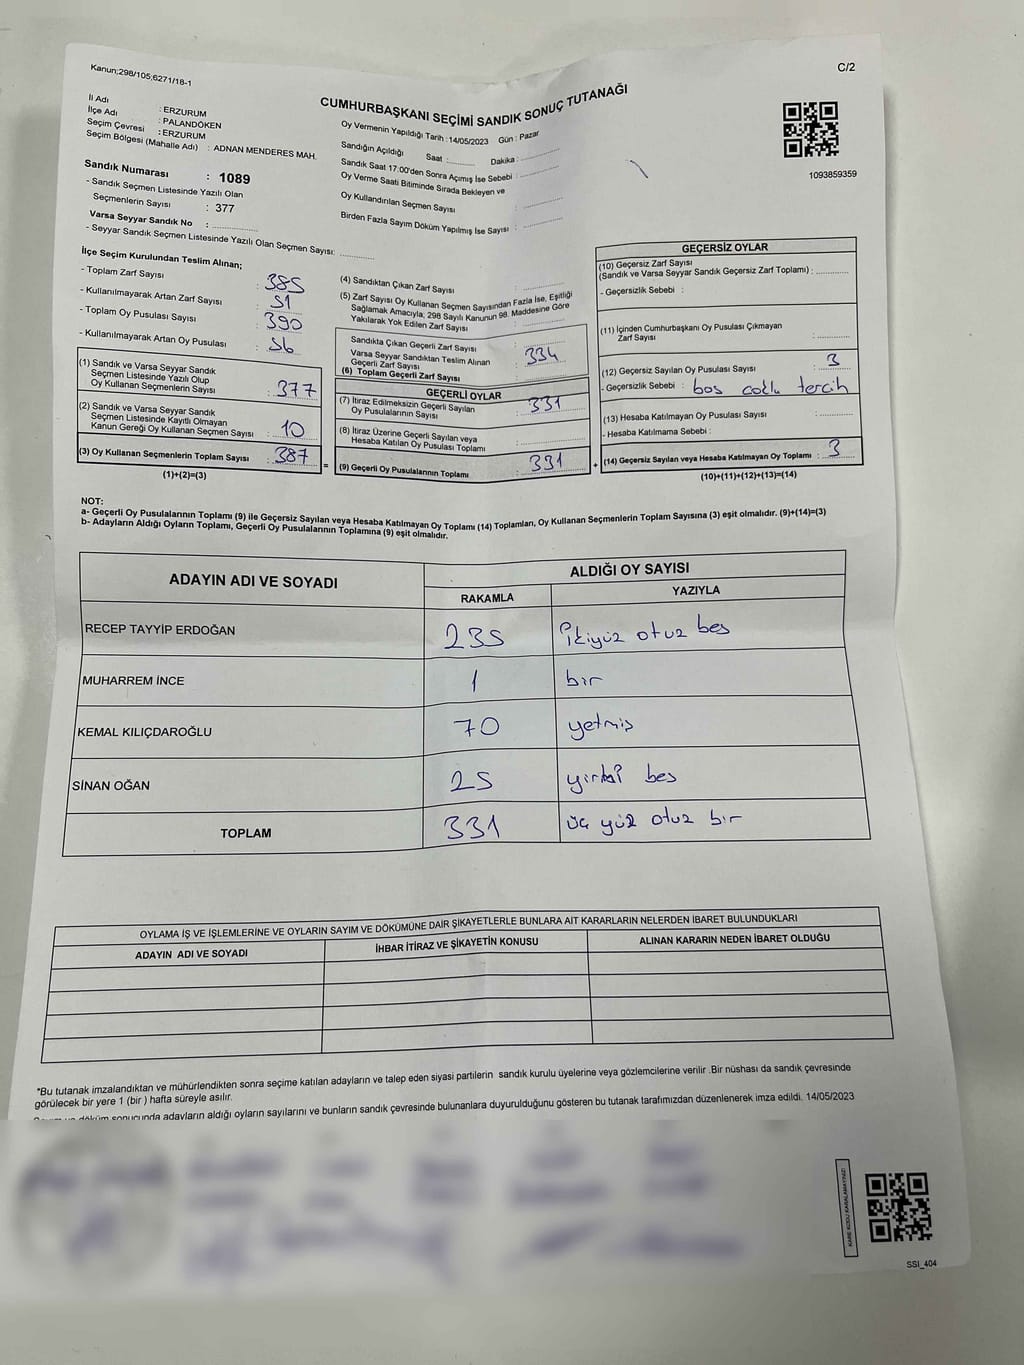 Kanun;298/105;6271/18-1
C/2
CUMHURBAŞKANI SEÇİMİ SANDIK SONUÇ TUTANAĞI
İl Adı : ERZURUM
İlçe Adı : PALANDÖKEN
Seçim Çevresi : ERZURUM
Seçim Bölgesi (Mahalle Adı) : ADNAN MENDERES MAH.
Oy Vermenin Yapıldığı Tarih :14/05/2023 Gün : Pazar
Sandığın Açıldığı Saat :.......... Dakika :..........
Sandık Saat 17:00'den Sonra Açımış İse Sebebi :..........
Oy Verme Saati Bitiminde Sırada Bekleyen ve
Oy Kullandırılan Seçmen Sayısı :..........
Birden Fazla Sayım Döküm Yapılmış İse Sayısı :..........
1093859359
Sandık Numarası : 1089
- Sandık Seçmen Listesinde Yazılı Olan
Seçmenlerin Sayısı : 377
Varsa Seyyar Sandık No :..........
- Seyyar Sandık Seçmen Listesinde Yazılı Olan Seçmen Sayısı:..........
İlçe Seçim Kurulundan Teslim Alınan;
- Toplam Zarf Sayısı : 385
- Kullanılmayarak Artan Zarf Sayısı : 51
- Toplam Oy Pusulası Sayısı : 390
- Kullanılmayarak Artan Oy Pusulası : 56
(1) Sandık ve Varsa Seyyar Sandık
Seçmen Listesinde Yazılı Olup
Oy Kullanan Seçmenlerin Sayısı : 377
(2) Sandık ve Varsa Seyyar Sandık
Seçmen Listesinde Kayıtlı Olmayan
Kanun Gereği Oy Kullanan Seçmen Sayısı : 10
(3) Oy Kullanan Seçmenlerin Toplam Sayısı : 387
(1)+(2)=(3)
=
(4) Sandıktan Çıkan Zarf Sayısı :..........
(5) Zarf Sayısı Oy Kullanan Seçmen Sayısından Fazla İse, Eşitliği
Sağlamak Amacıyla; 298 Sayılı Kanunun 98. Maddesine Göre
Yakılarak Yok Edilen Zarf Sayısı :..........
Sandıkta Çıkan Geçerli Zarf Sayısı
Varsa Seyyar Sandıktan Teslim Alınan
Geçerli Zarf Sayısı : 334
(6) Toplam Geçerli Zarf Sayısı :..........
GEÇERLİ OYLAR
(7) İtiraz Edilmeksizin Geçerli Sayılan
Oy Pusulalarının Sayısı : 331
(8) İtiraz Üzerine Geçerli Sayılan veya
Hesaba Katılan Oy Pusulası Toplamı :..........
(9) Geçerli Oy Pusulalarının Toplamı : 331
+
GEÇERSİZ OYLAR
(10) Geçersiz Zarf Sayısı
(Sandık ve Varsa Seyyar Sandık Geçersiz Zarf Toplamı) :..........
- Geçersizlik Sebebi :
(11) İçinden Cumhurbaşkanı Oy Pusulası Çıkmayan
Zarf Sayısı :..........
(12) Geçersiz Sayılan Oy Pusulası Sayısı : 3
- Geçersizlik Sebebi : bos coklu tercih
(13) Hesaba Katılmayan Oy Pusulası Sayısı :..........
- Hesaba Katılmama Sebebi :
(14) Geçersiz Sayılan veya Hesaba Katılmayan Oy Toplamı : 3
(10)+(11)+(12)+(13)=(14)
NOT:
a- Geçerli Oy Pusulalarının Toplamı (9) ile Geçersiz Sayılan veya Hesaba Katılmayan Oy Toplamı (14) Toplamları, Oy Kullanan Seçmenlerin Toplam Sayısına (3) eşit olmalıdır. (9)+(14)=(3)
b- Adayların Aldığı Oyların Toplamı, Geçerli Oy Pusulalarının Toplamına (9) eşit olmalıdır.
ADAYIN ADI VE SOYADI ALDIĞI OY SAYISI
RAKAMLA YAZIYLA
RECEP TAYYİP ERDOĞAN 235 ikiyüz otuz bes
MUHARREM İNCE 1 bir
KEMAL KILIÇDAROĞLU 70 yetmiş
SİNAN OĞAN 25 yirmi bes
TOPLAM 331 üç yüz otuz bir
OYLAMA İŞ VE İŞLEMLERİNE VE OYLARIN SAYIM VE DÖKÜMÜNE DAİR ŞİKAYETLERLE BUNLARA AİT KARARLARIN NELERDEN İBARET BULUNDUKLARI
ADAYIN ADI VE SOYADI İHBAR İTİRAZ VE ŞİKAYETİN KONUSU ALINAN KARARIN NEDEN İBARET OLDUĞU
*Bu tutanak imzalandıktan ve mühürlendikten sonra seçime katılan adayların ve talep eden siyasi partilerin sandık kurulu üyelerine veya gözlemcilerine verilir .Bir nüshası da sandık çevresinde
görülecek bir yere 1 (bir ) hafta süreyle asılır.
döküm sonucunda adayların aldığı oyların sayılarını ve bunların sandık çevresinde bulunanlara duyurulduğunu gösteren bu tutanak tarafımızdan düzenlenerek imza edildi. 14/05/2023
KARE KODU KARALAMAYINIZ!
SSI_404